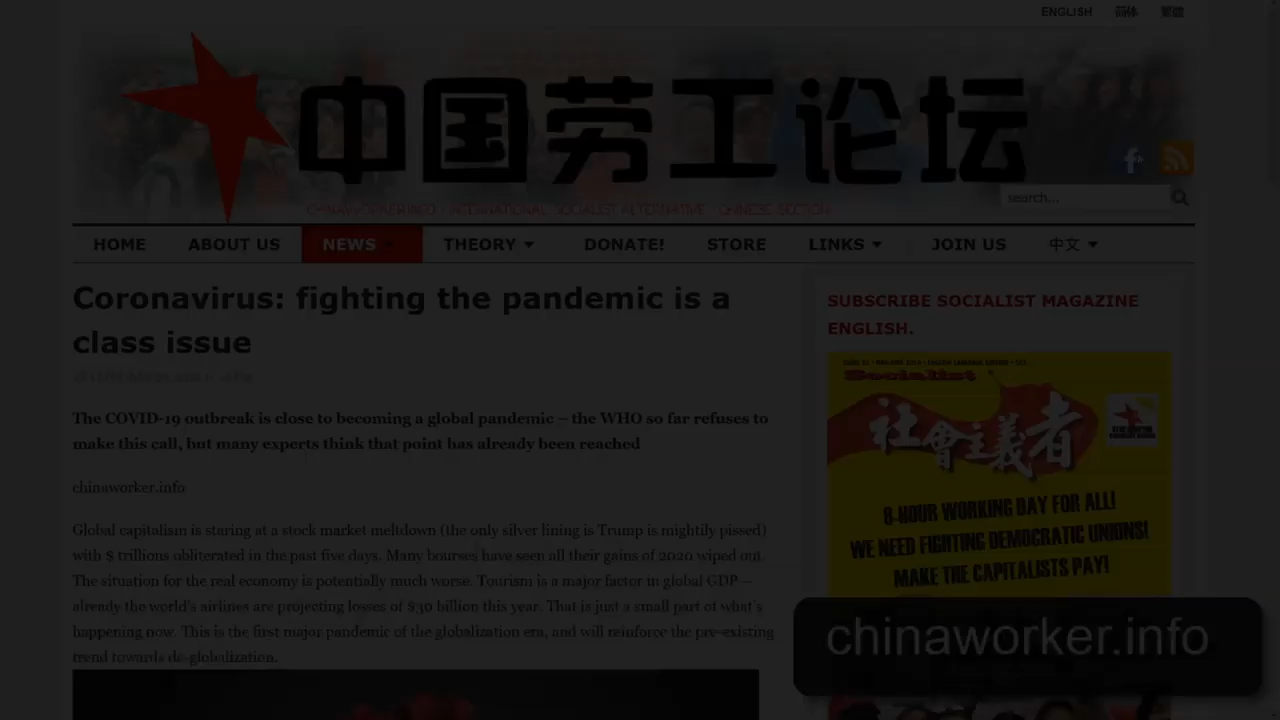 ENGLISH 简体 繁體
中国劳工论坛
CHINAWORKER.INFO - INTERNATIONAL SOCIALIST ALTERNATIVE - CHINESE SECTION
search...
HOME ABOUT US NEWS THEORY DONATE! STORE LINKS JOIN US 中文
Coronavirus: fighting the pandemic is a
class issue
The COVID-19 outbreak is close to becoming a global pandemic – the WHO so far refuses to
make this call, but many experts think that point has already been reached
chinaworker.info
Global capitalism is staring at a stock market meltdown (the only silver lining is Trump is mightily pissed)
with $ trillions obliterated in the past five days. Many bourses have seen all their gains of 2020 wiped out.
The situation for the real economy is potentially much worse. Tourism is a major factor in global GDP –
already the world's airlines are projecting losses of $30 billion this year. That is just a small part of what's
happening now. This is the first major pandemic of the globalization era, and will reinforce the pre-existing
trend towards de-globalization.
SUBSCRIBE SOCIALIST MAGAZINE
ENGLISH.
Socialist
社會主義者
8-HOUR WORKING DAY FOR ALL!
WE NEED FIGHTING DEMOCRATIC UNIONS!
MAKE THE CAPITALISTS PAY!
chinaworker.info